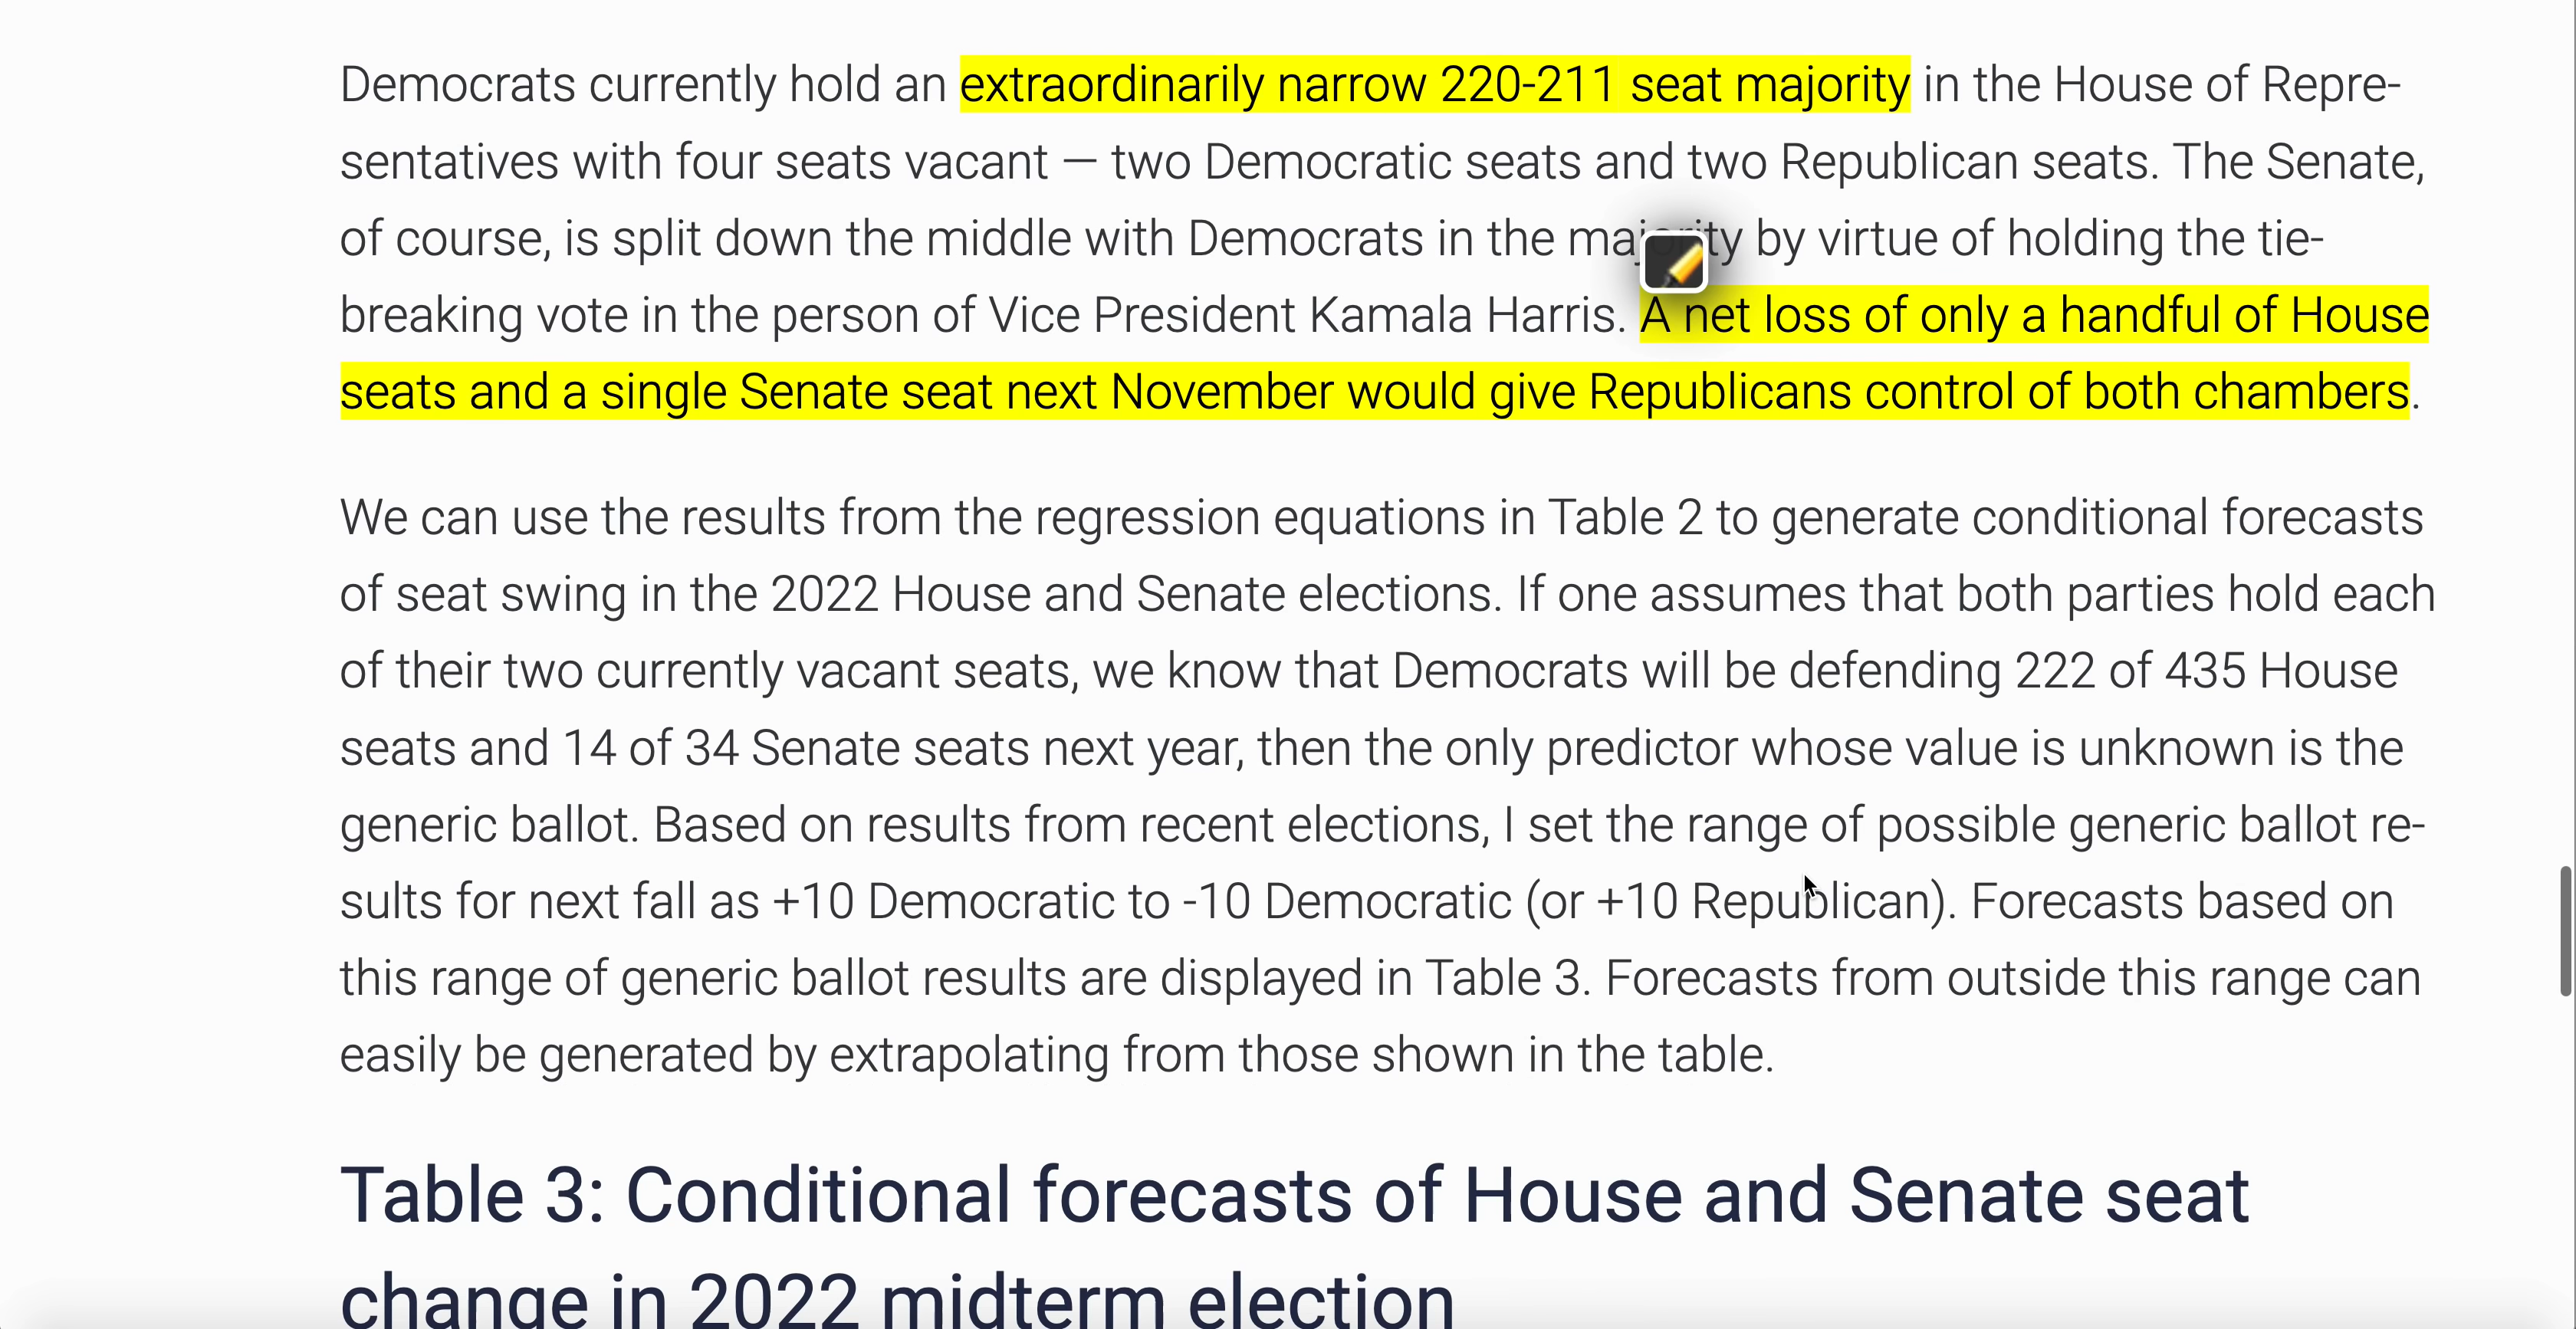 Democrats currently hold an extraordinarily narrow 220-211 seat majority in the House of Repre-
sentatives with four seats vacant — two Democratic seats and two Republican seats. The Senate,
of course, is split down the middle with Democrats in the majority by virtue of holding the tie-
breaking vote in the person of Vice President Kamala Harris. A net loss of only a handful of House
seats and a single Senate seat next November would give Republicans control of both chambers.
We can use the results from the regression equations in Table 2 to generate conditional forecasts
of seat swing in the 2022 House and Senate elections. If one assumes that both parties hold each
of their two currently vacant seats, we know that Democrats will be defending 222 of 435 House
seats and 14 of 34 Senate seats next year, then the only predictor whose value is unknown is the
generic ballot. Based on results from recent elections, I set the range of possible generic ballot re-
sults for next fall as +10 Democratic to -10 Democratic (or +10 Republican). Forecasts based on
this range of generic ballot results are displayed in Table 3. Forecasts from outside this range can
easily be generated by extrapolating from those shown in the table.
Table 3: Conditional forecasts of House and Senate seat
change in 2022 midterm election